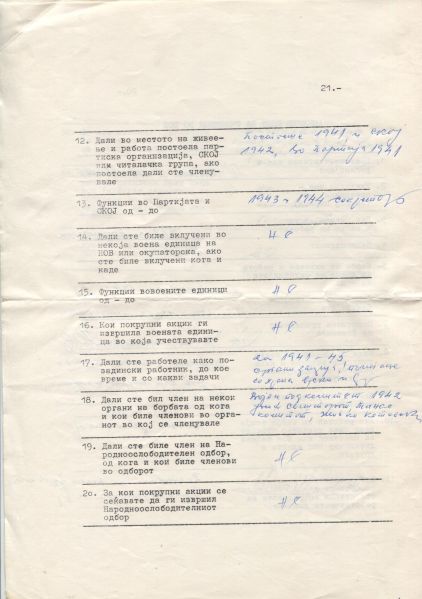 21.-
12. Дали во местото на живее-
ње и работа постоела пар-
тиска организација, СКОЈ
или читалачка група, ако
постоела дали сте члену-
вале
1941, и СКОЈ
1942, во партија 1941
13. Функции во Партијата и
СКОЈ од - до
1943-1944
14. Дали сте биле вклучени во
некоја воена единица на
НОВ или окупаторска, ако
сте биле вклучени кога и
каде
не
15. Функции вовоените единици
од - до
не
16. Кои покрупни акции ги
извршила воената едини-
ца во која учествувавте
не
17. Дали сте работеле како по-
задински работник, до кое
време и со какви задачи
1941-45
18. Дали сте бил член на некои
органи на борбата од кога
и кои биле членови во орга-
нот во кој се членувале
1942
19. Дали сте биле член на На-
родноослободителен одбор,
од кога и кои биле членови
во одборот
не
2о. За кои покрупни акции се
сеќавате да ги извршил
Народноослободителниот
одбор
не